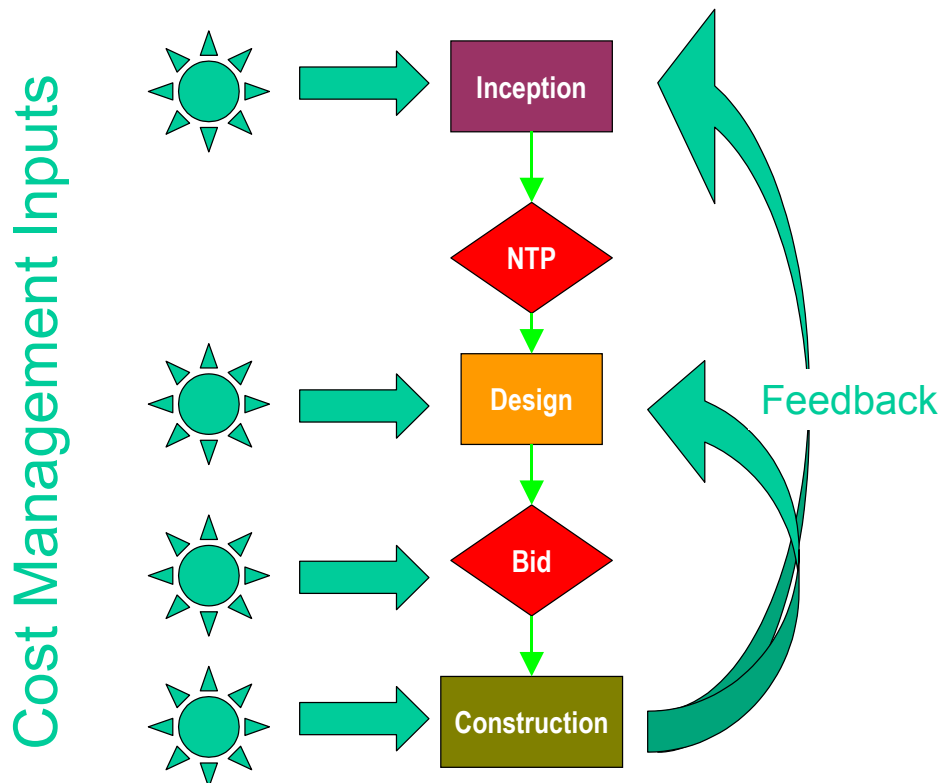 Cost Management Inputs
Inception
NTP
Design
Feedback
Bid
Construction